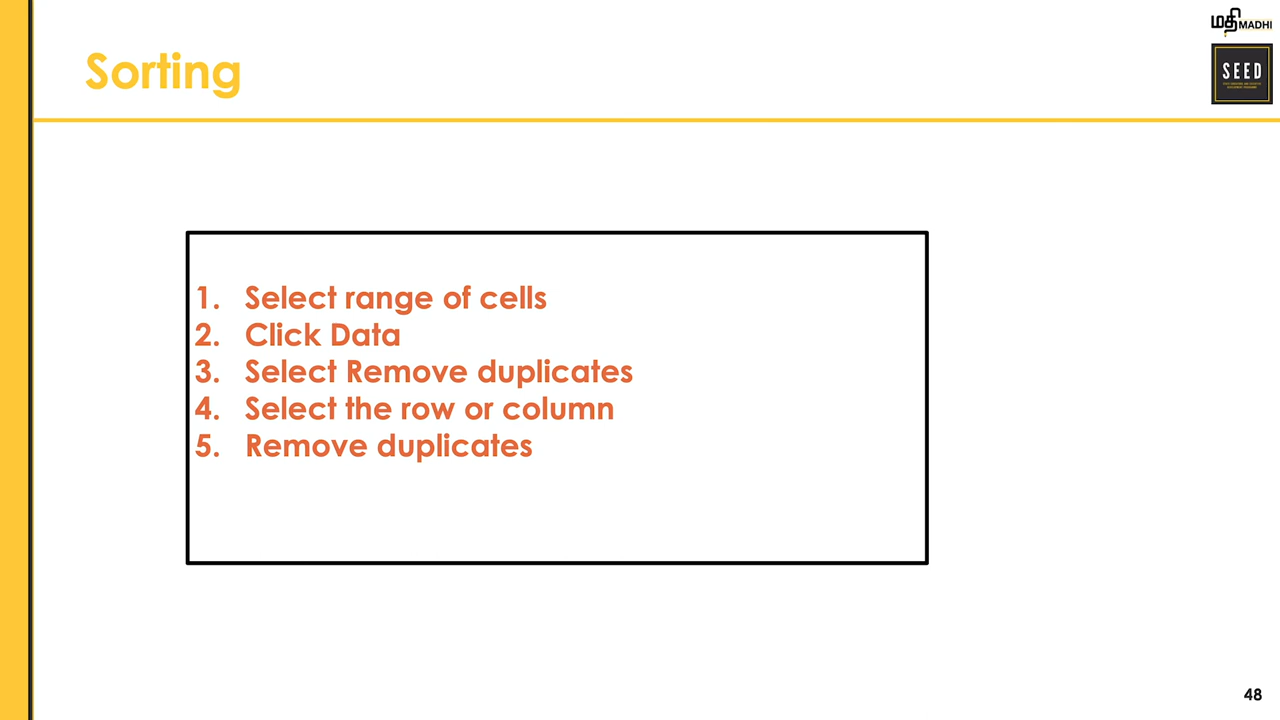 மதி MADHI
Sorting
SEED
1. Select range of cells
2. Click Data
3. Select Remove duplicates
4. Select the row or column
5. Remove duplicates
48